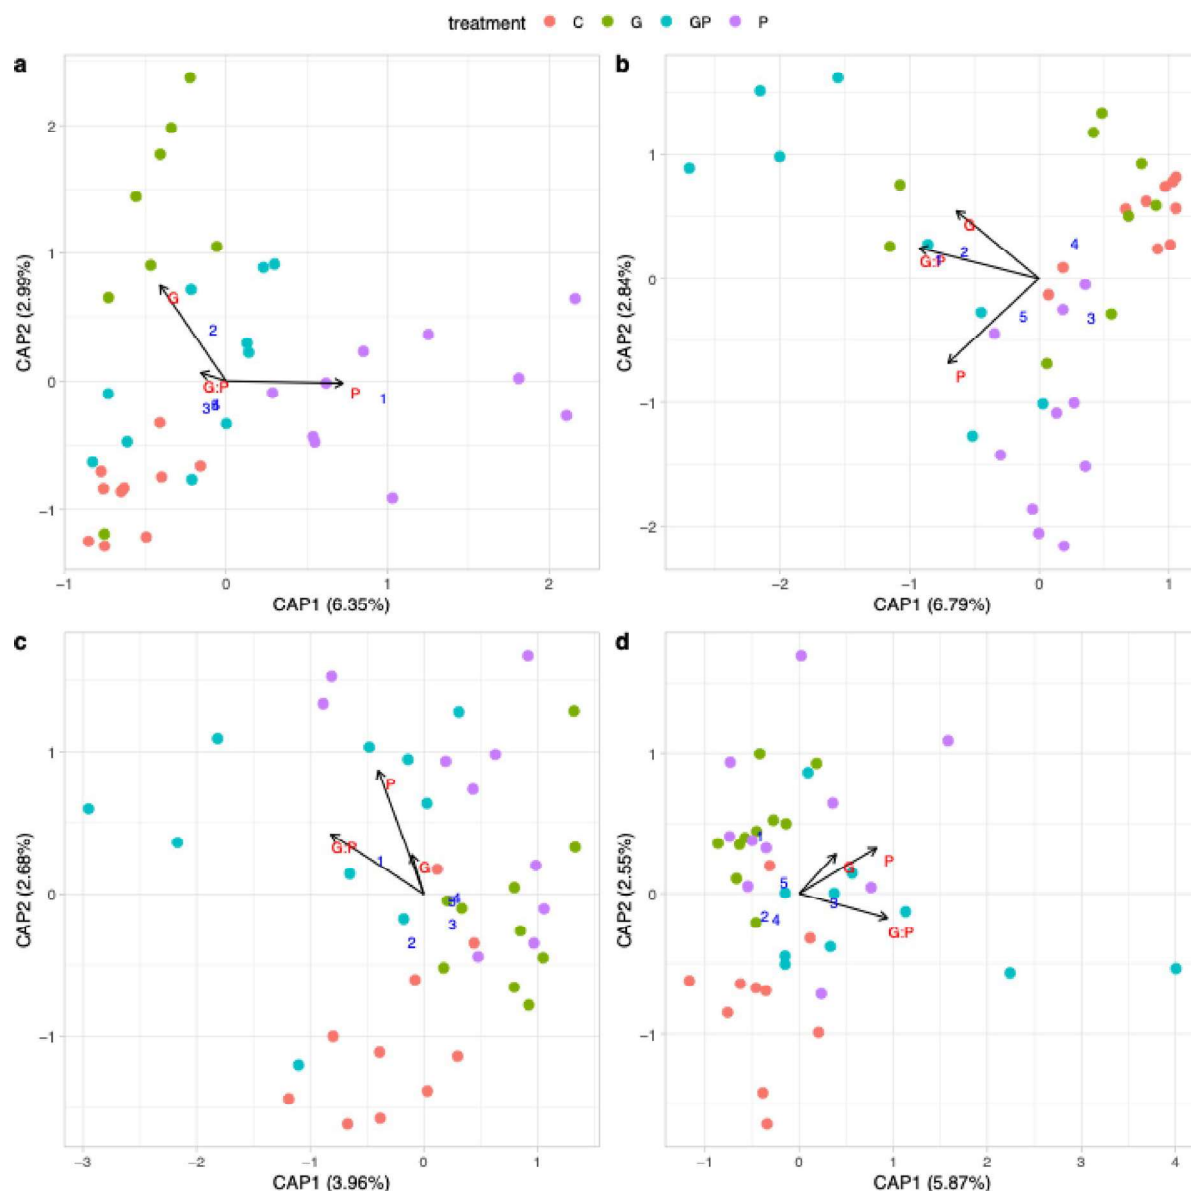 treatment C G GP P
a
2
1
0
−1
CAP2 (2.99%)
G
2
G:P
P
1
3
−1 0 1 2
CAP1 (6.35%)
b
1
0
−1
−2
CAP2 (2.84%)
G
4
2
G:P
5
3
P
−2 −1 0 1
CAP1 (6.79%)
c
1
0
−1
CAP2 (2.68%)
P
G:P
1
G
4
3
2
−3 −2 −1 0 1
CAP1 (3.96%)
d
1
0
−1
CAP2 (2.55%)
1
P
G
5
3
2 4
G:P
−1 0 1 2 3 4
CAP1 (5.87%)